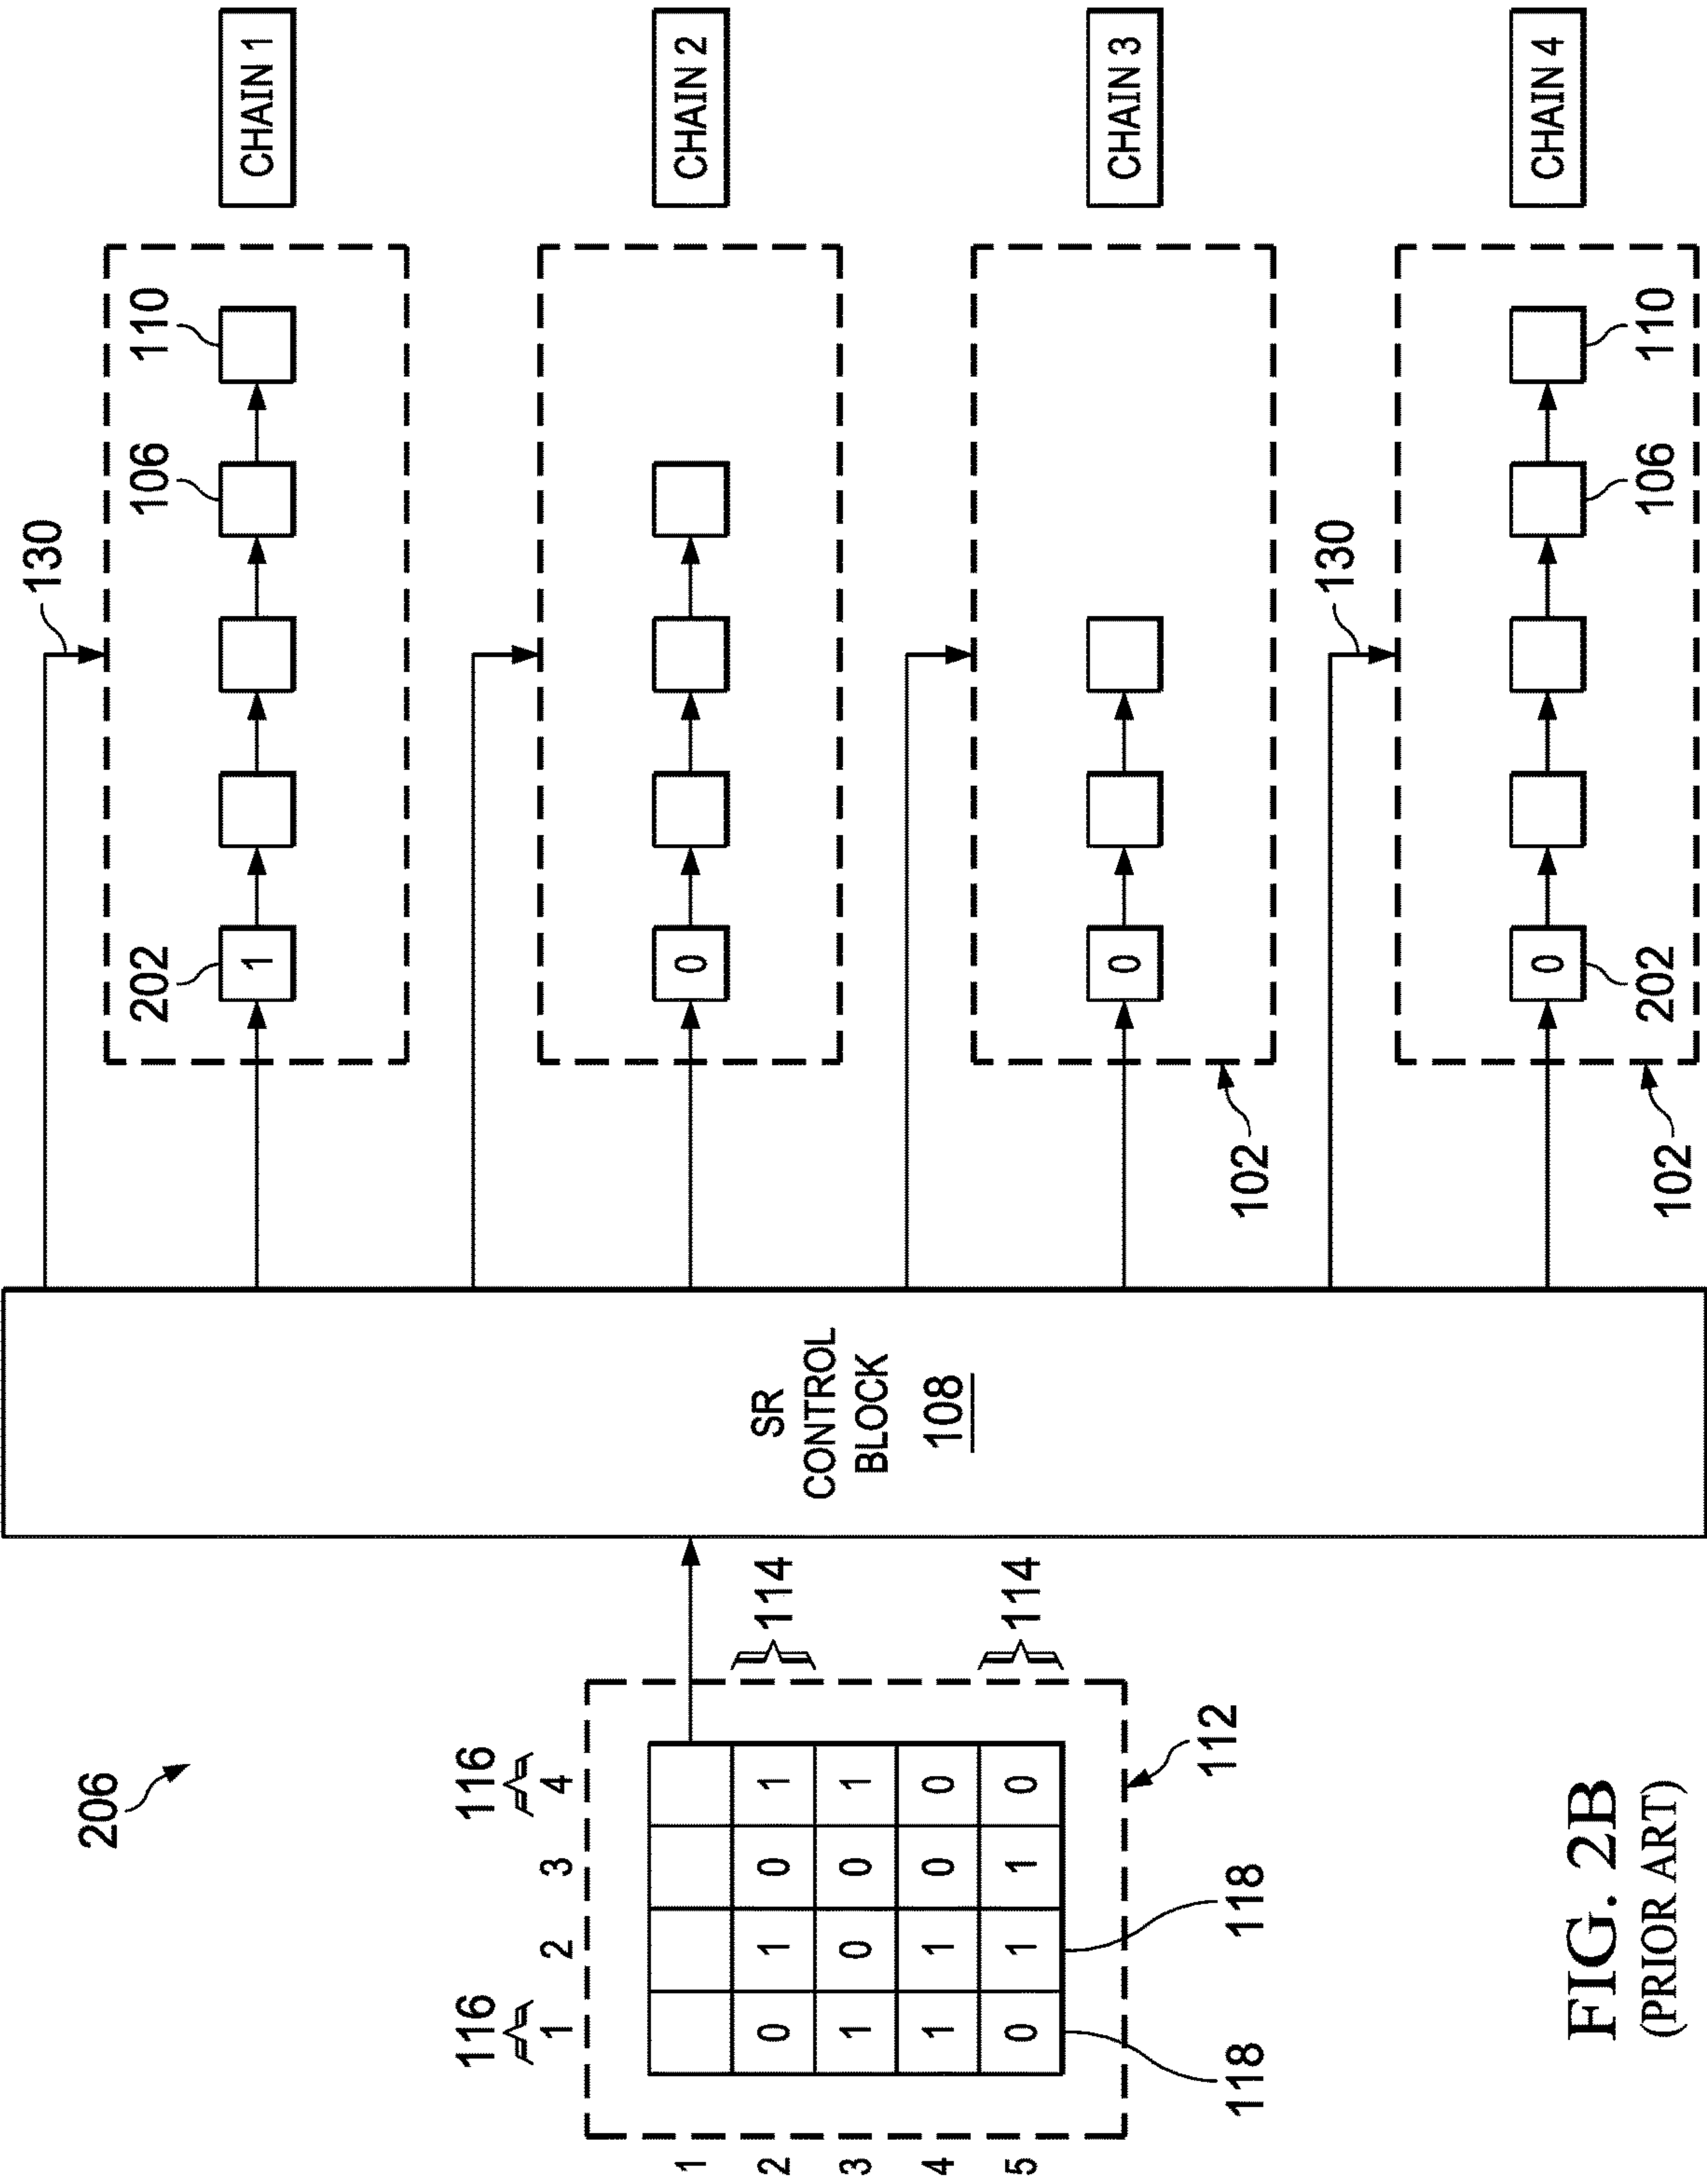 206
116 116
1 2 3 4
1
2 0 1 0 1 114
3 1 0 0 1
4 1 1 0 0
5 0 1 1 0 114
112
118 118
SR
CONTROL
BLOCK
108
130
202 106 110
1 CHAIN 1
0 CHAIN 2
0 CHAIN 3
102
130
0 CHAIN 4
202 106 110
102
FIG. 2B
(PRIOR ART)